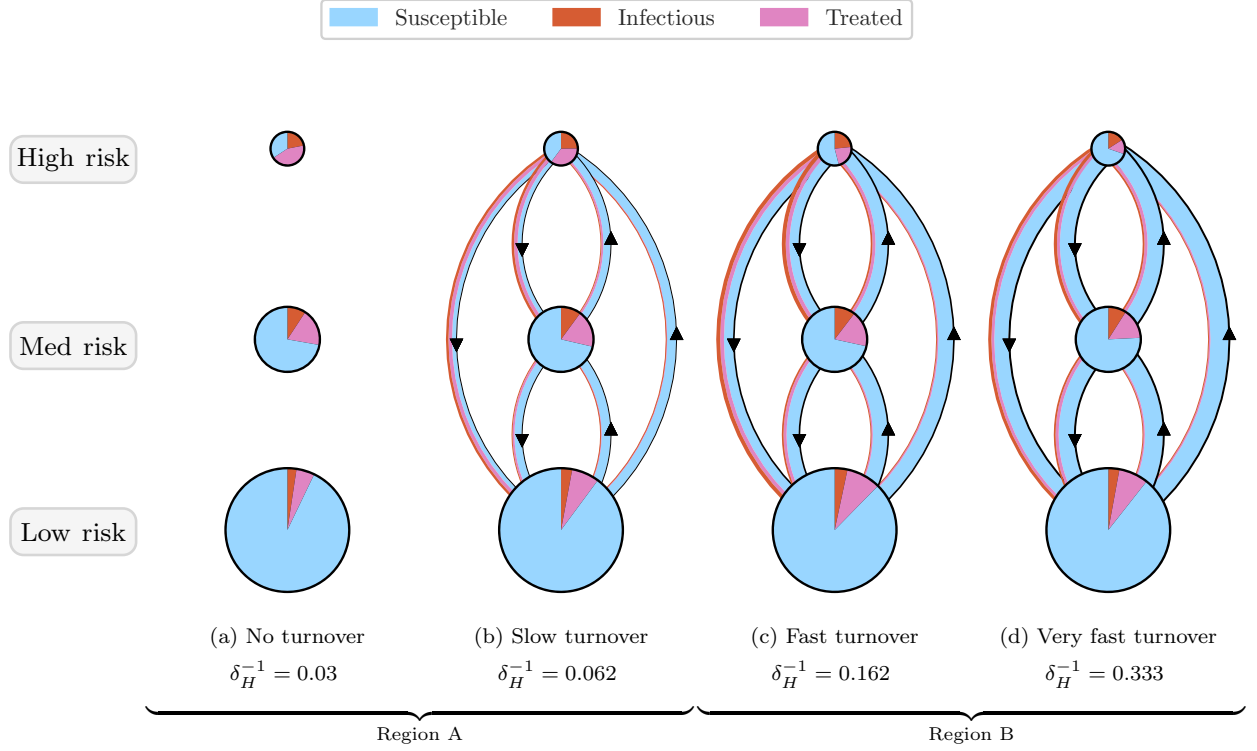 Susceptible Infectious Treated
High risk
Med risk
Low risk
(a) No turnover (b) Slow turnover (c) Fast turnover (d) Very fast turnover
δ_H^{-1} = 0.03 δ_H^{-1} = 0.062 δ_H^{-1} = 0.162 δ_H^{-1} = 0.333
Region A Region B